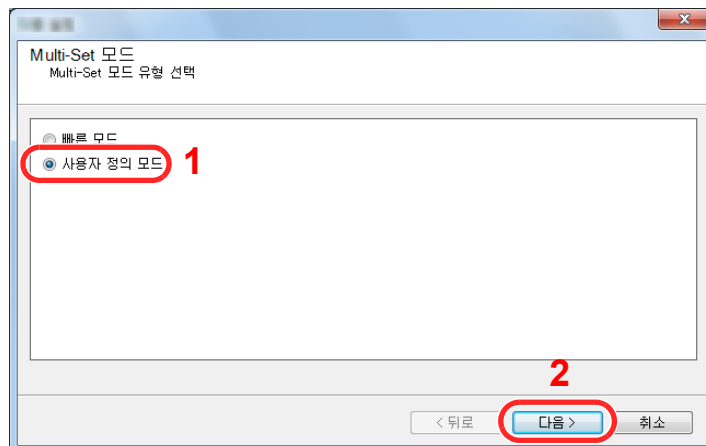 Multi-Set 모드
Multi-Set 모드 유형 선택
빠른 모드
사용자 정의 모드 1
2
< 뒤로 다음 > 취소